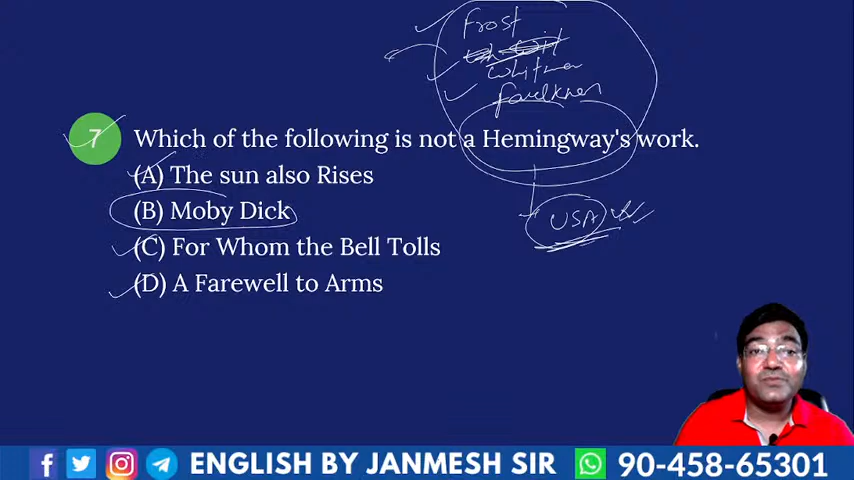 Frost
Whitman
Faulkner
7 Which of the following is not a Hemingway's work.
(A) The sun also Rises
(B) Moby Dick
USA
(C) For Whom the Bell Tolls
(D) A Farewell to Arms
ENGLISH BY JANMESH SIR 90-458-65301